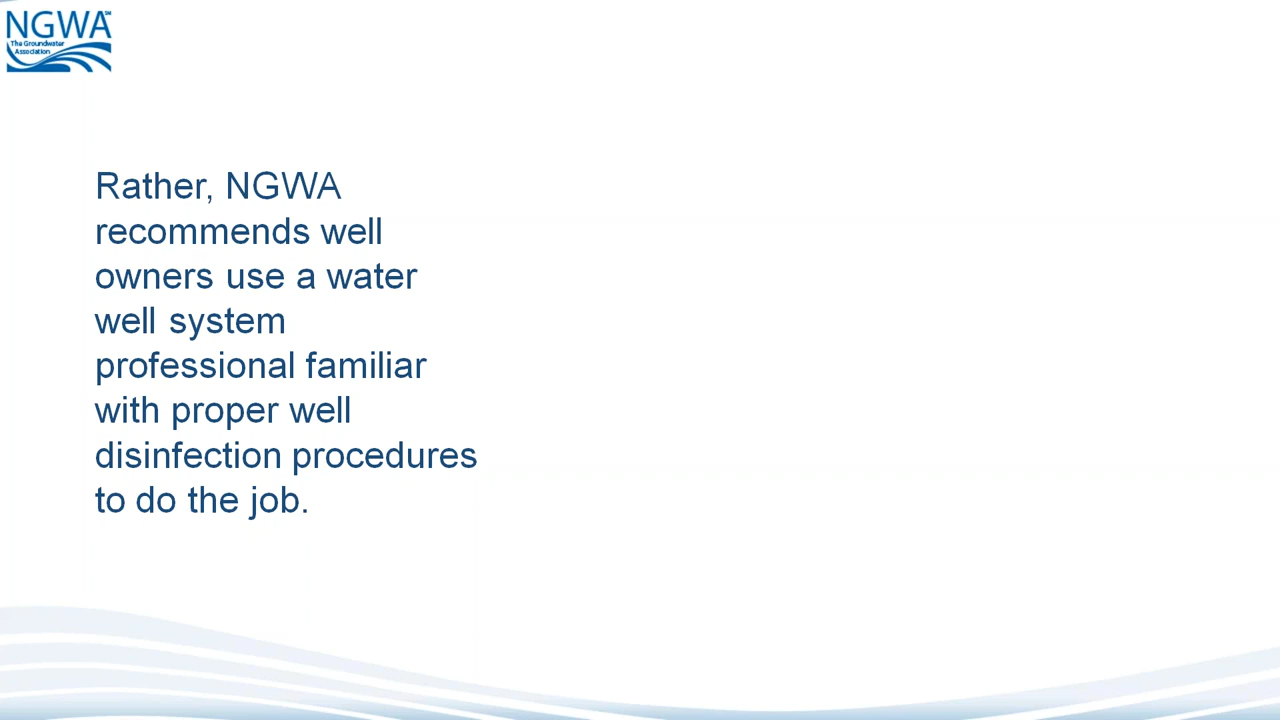 NGWA
The Groundwater
Association
Rather, NGWA
recommends well
owners use a water
well system
professional familiar
with proper well
disinfection procedures
to do the job.